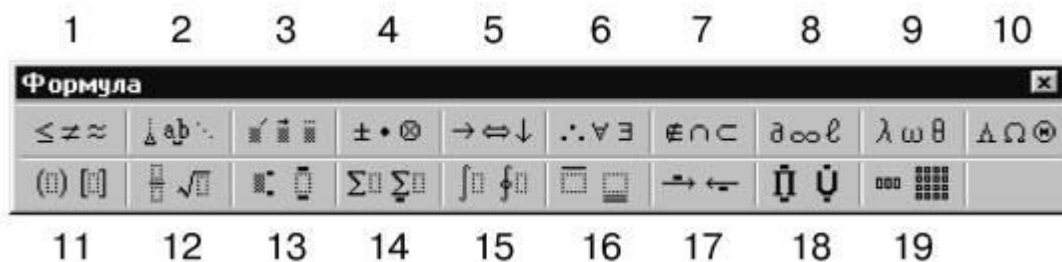 1 2 3 4 5 6 7 8 9 10
Формула
≤ ≠ ≈ a͎b ⋱ ± • ⊗ → ⇔ ↓ ∴ ∀ ∃ ∉ ∩ ⊂ ∂ ∞ ℓ λ ω θ Λ Ω Θ
(▯) [▯] √▯ Σ▯ Σ▯ ∫▯ ∮▯ → ← Π Ụ
11 12 13 14 15 16 17 18 19